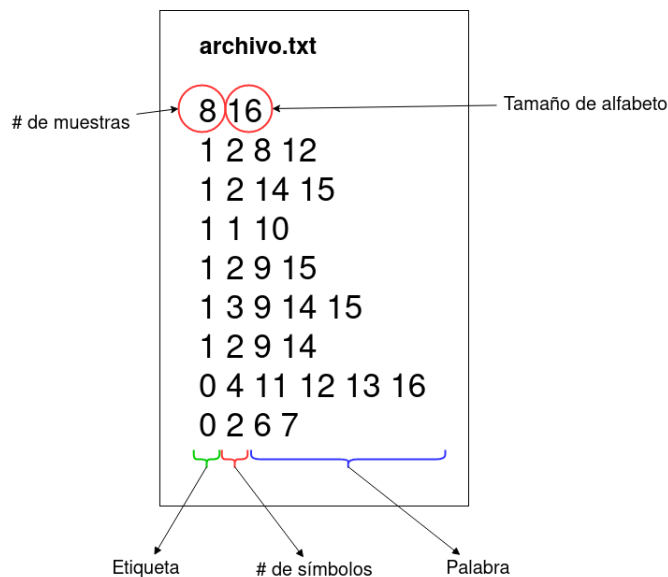 archivo.txt
8 16
# de muestras
Tamaño de alfabeto
1 2 8 12
1 2 14 15
1 1 10
1 2 9 15
1 3 9 14 15
1 2 9 14
0 4 11 12 13 16
0 2 6 7
Etiqueta
# de símbolos
Palabra